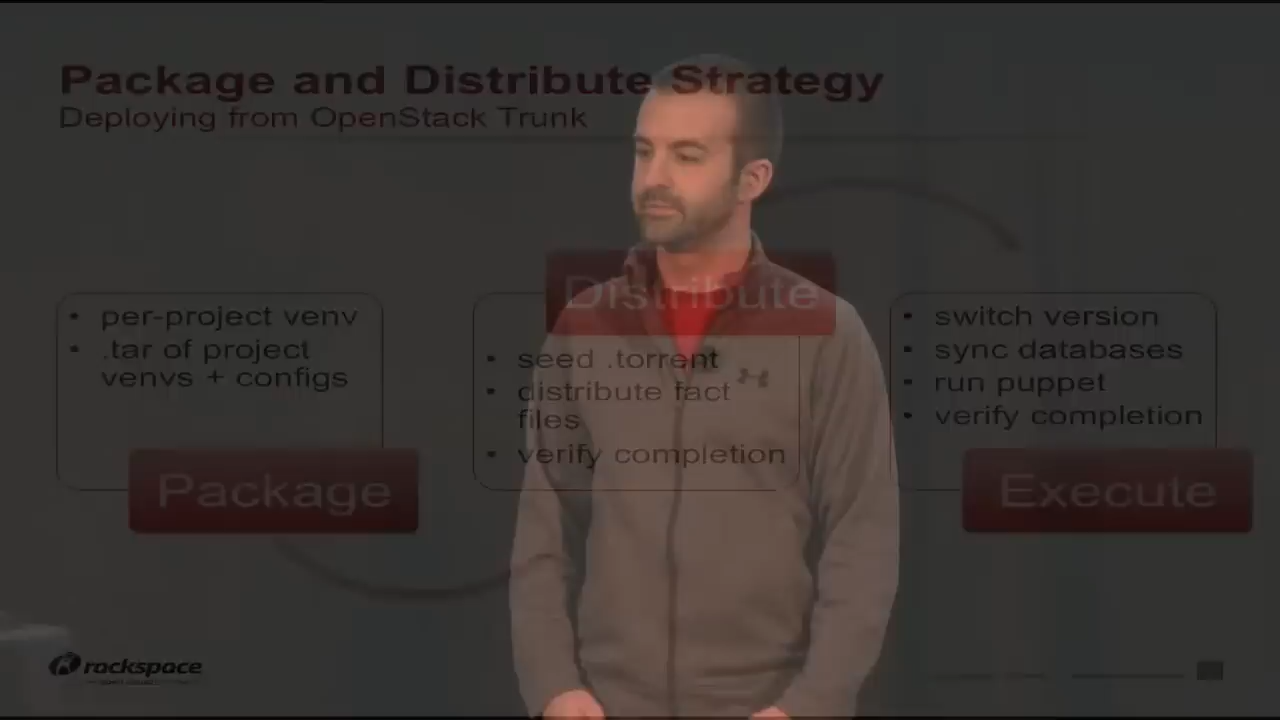 Package and Distribute Strategy
Deploying from OpenStack Trunk
• per-project venv
• .tar of project
venvs + configs
Package
Distribute
• seed .torrent
• distribute fact
files
• verify completion
• switch version
• sync databases
• run puppet
• verify completion
Execute
rackspace